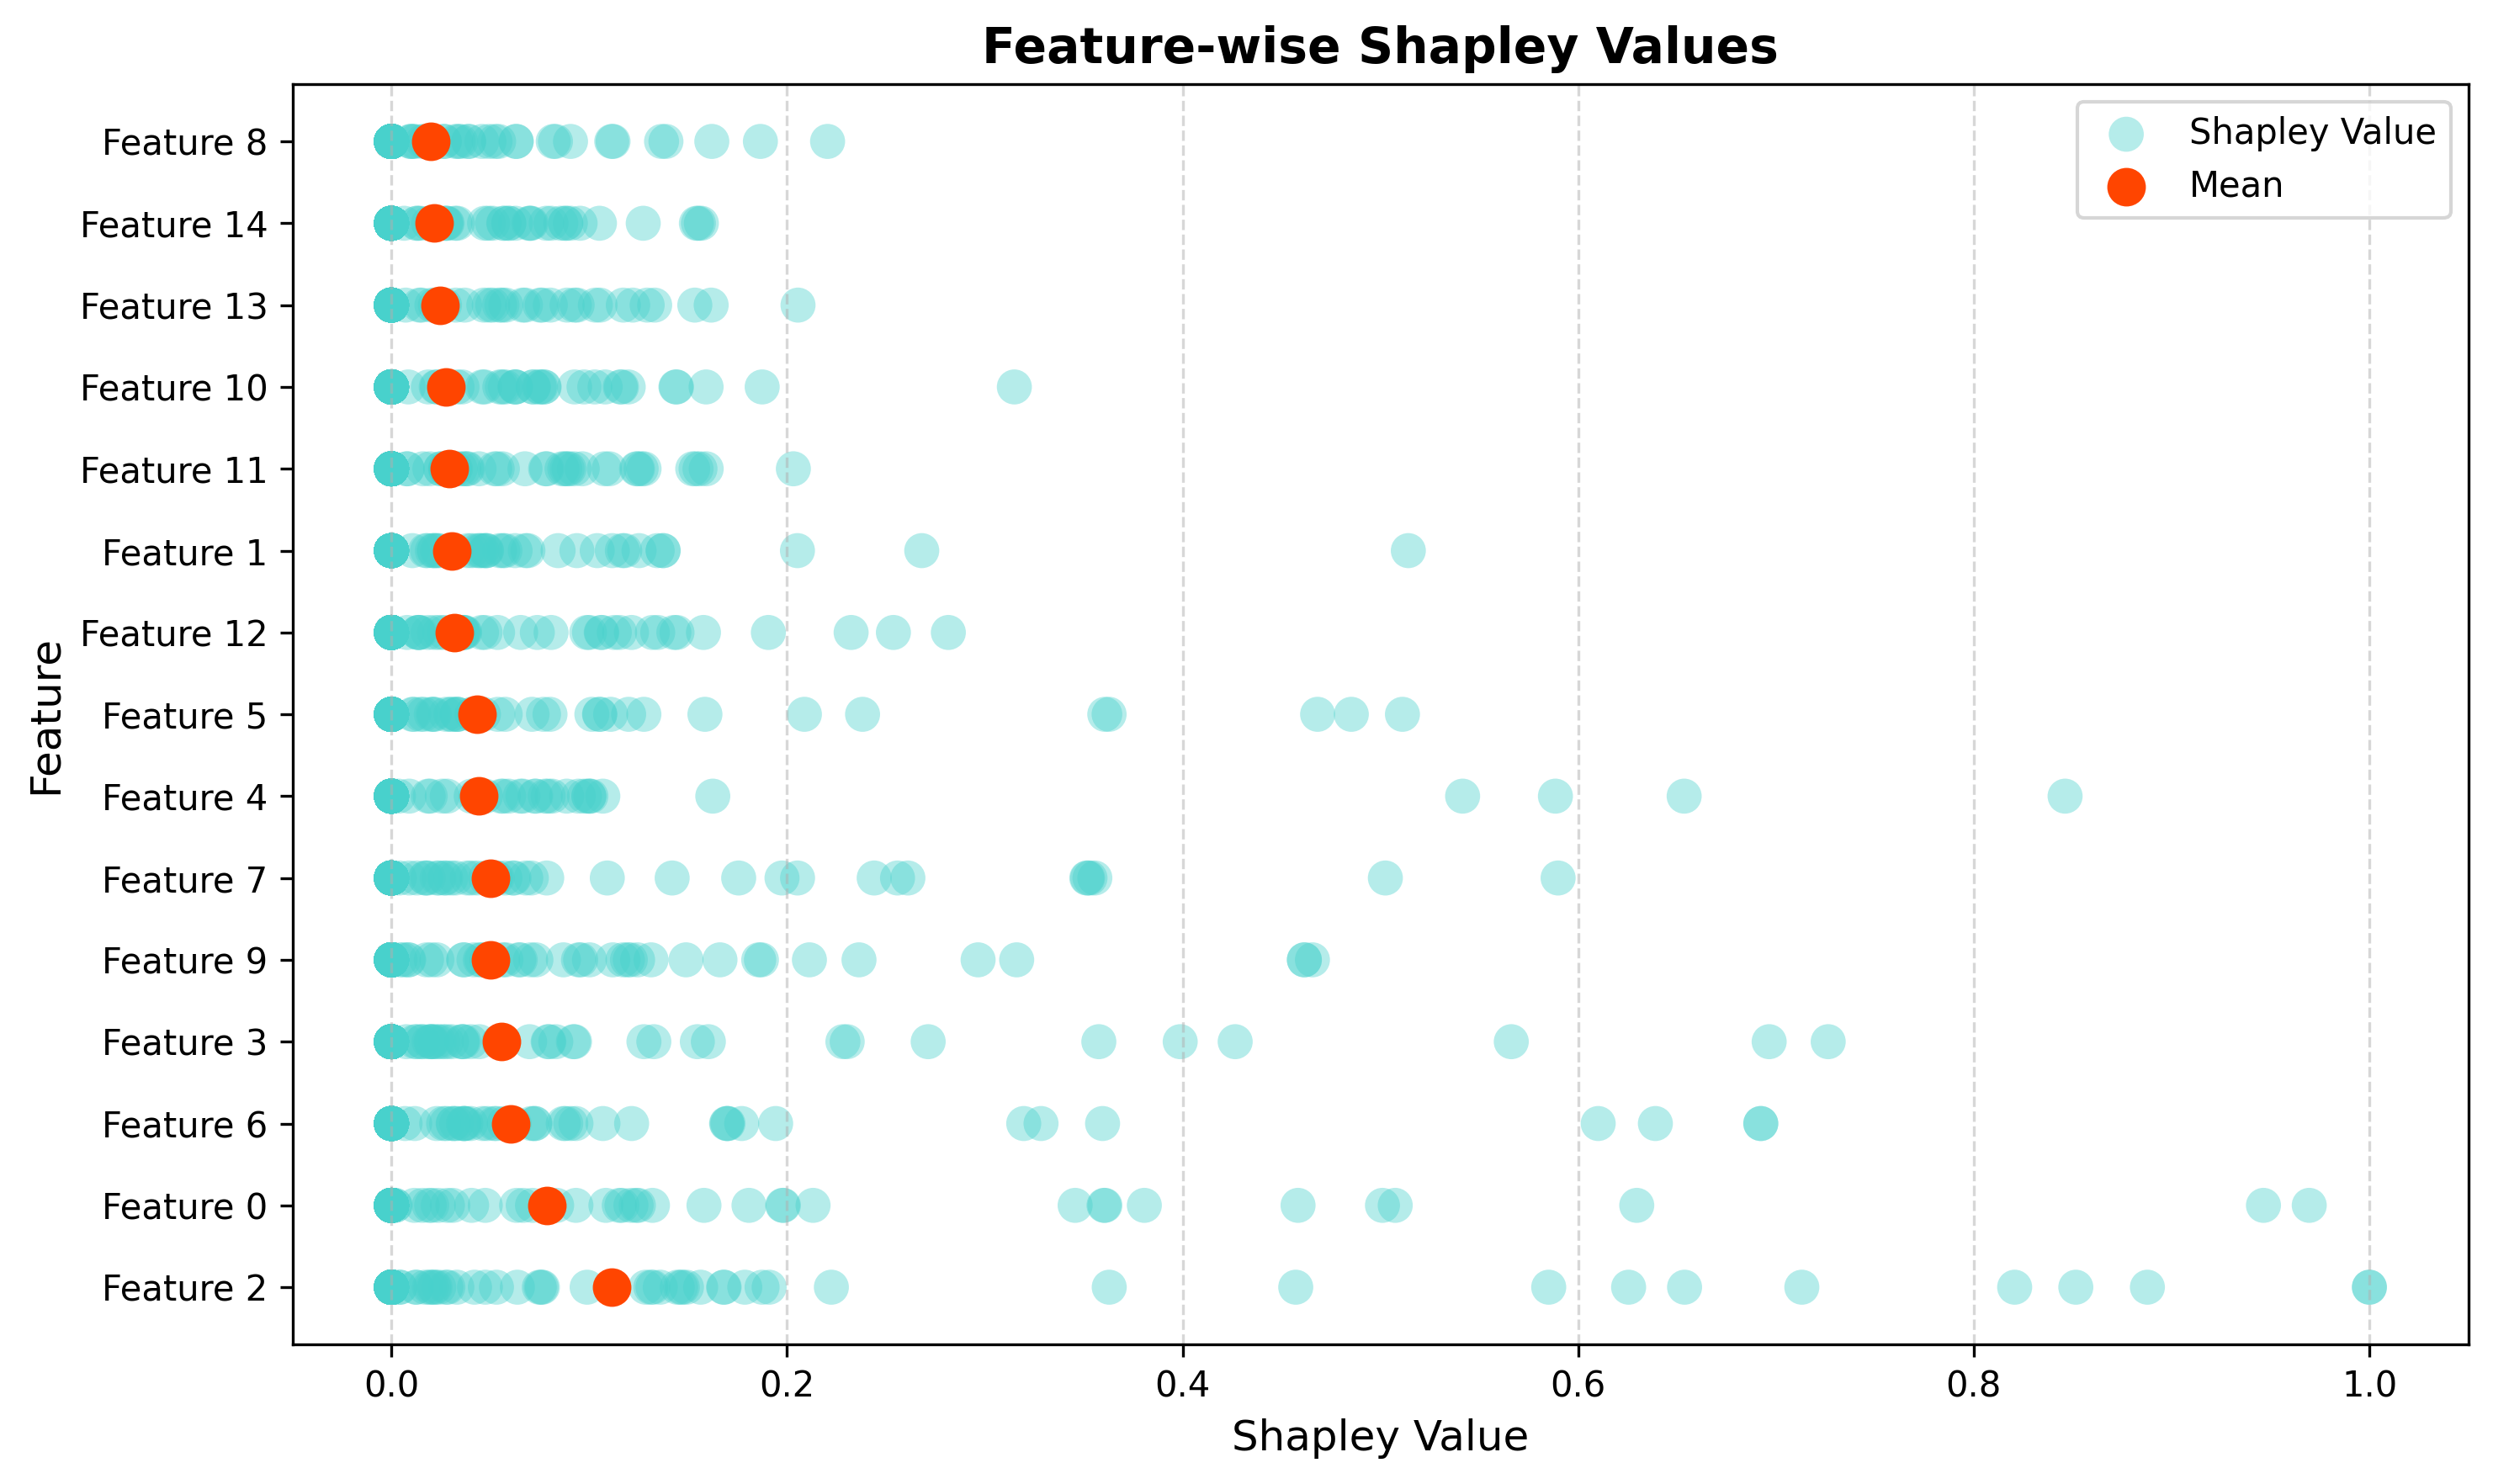 Feature-wise Shapley Values
Shapley Value
Mean
Feature
Feature 8
Feature 14
Feature 13
Feature 10
Feature 11
Feature 1
Feature 12
Feature 5
Feature 4
Feature 7
Feature 9
Feature 3
Feature 6
Feature 0
Feature 2
0.0 0.2 0.4 0.6 0.8 1.0
Shapley Value